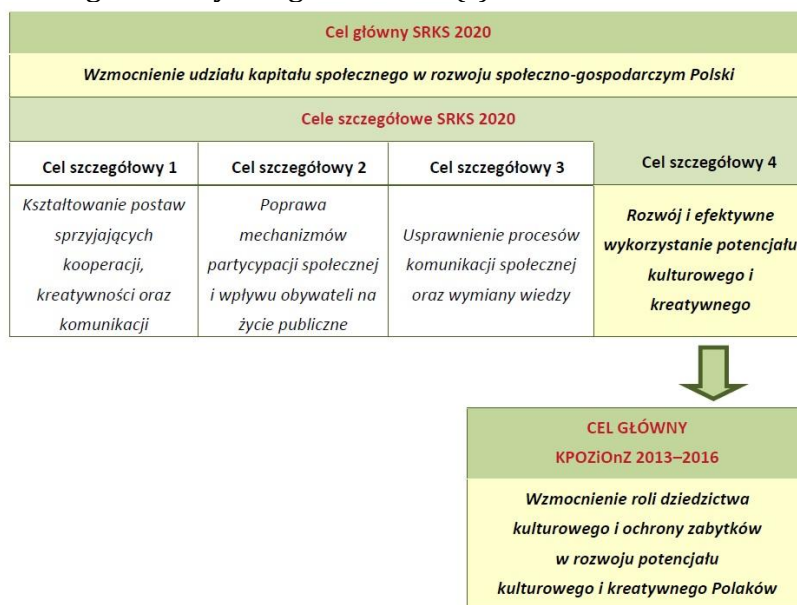 Cel główny SRKS 2020
Wzmocnienie udziału kapitału społecznego w rozwoju społeczno-gospodarczym Polski
Cele szczegółowe SRKS 2020
Cel szczegółowy 1
Cel szczegółowy 2
Cel szczegółowy 3
Cel szczegółowy 4
Kształtowanie postaw
sprzyjających
kooperacji,
kreatywności oraz
komunikacji
Poprawa
mechanizmów
partycypacji społecznej
i wpływu obywateli na
życie publiczne
Usprawnienie procesów
komunikacji społecznej
oraz wymiany wiedzy
Rozwój i efektywne
wykorzystanie potencjału
kulturowego i
kreatywnego
CEL GŁÓWNY
KPOZiOnZ 2013–2016
Wzmocnienie roli dziedzictwa
kulturowego i ochrony zabytków
w rozwoju potencjału
kulturowego i kreatywnego Polaków